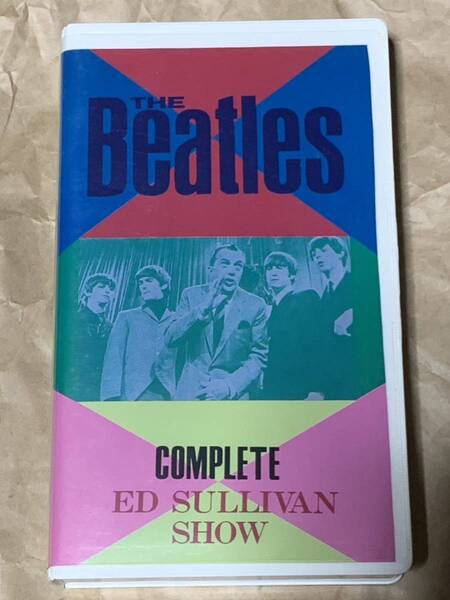 THE
Beatles
COMPLETE
ED SULLIVAN
SHOW